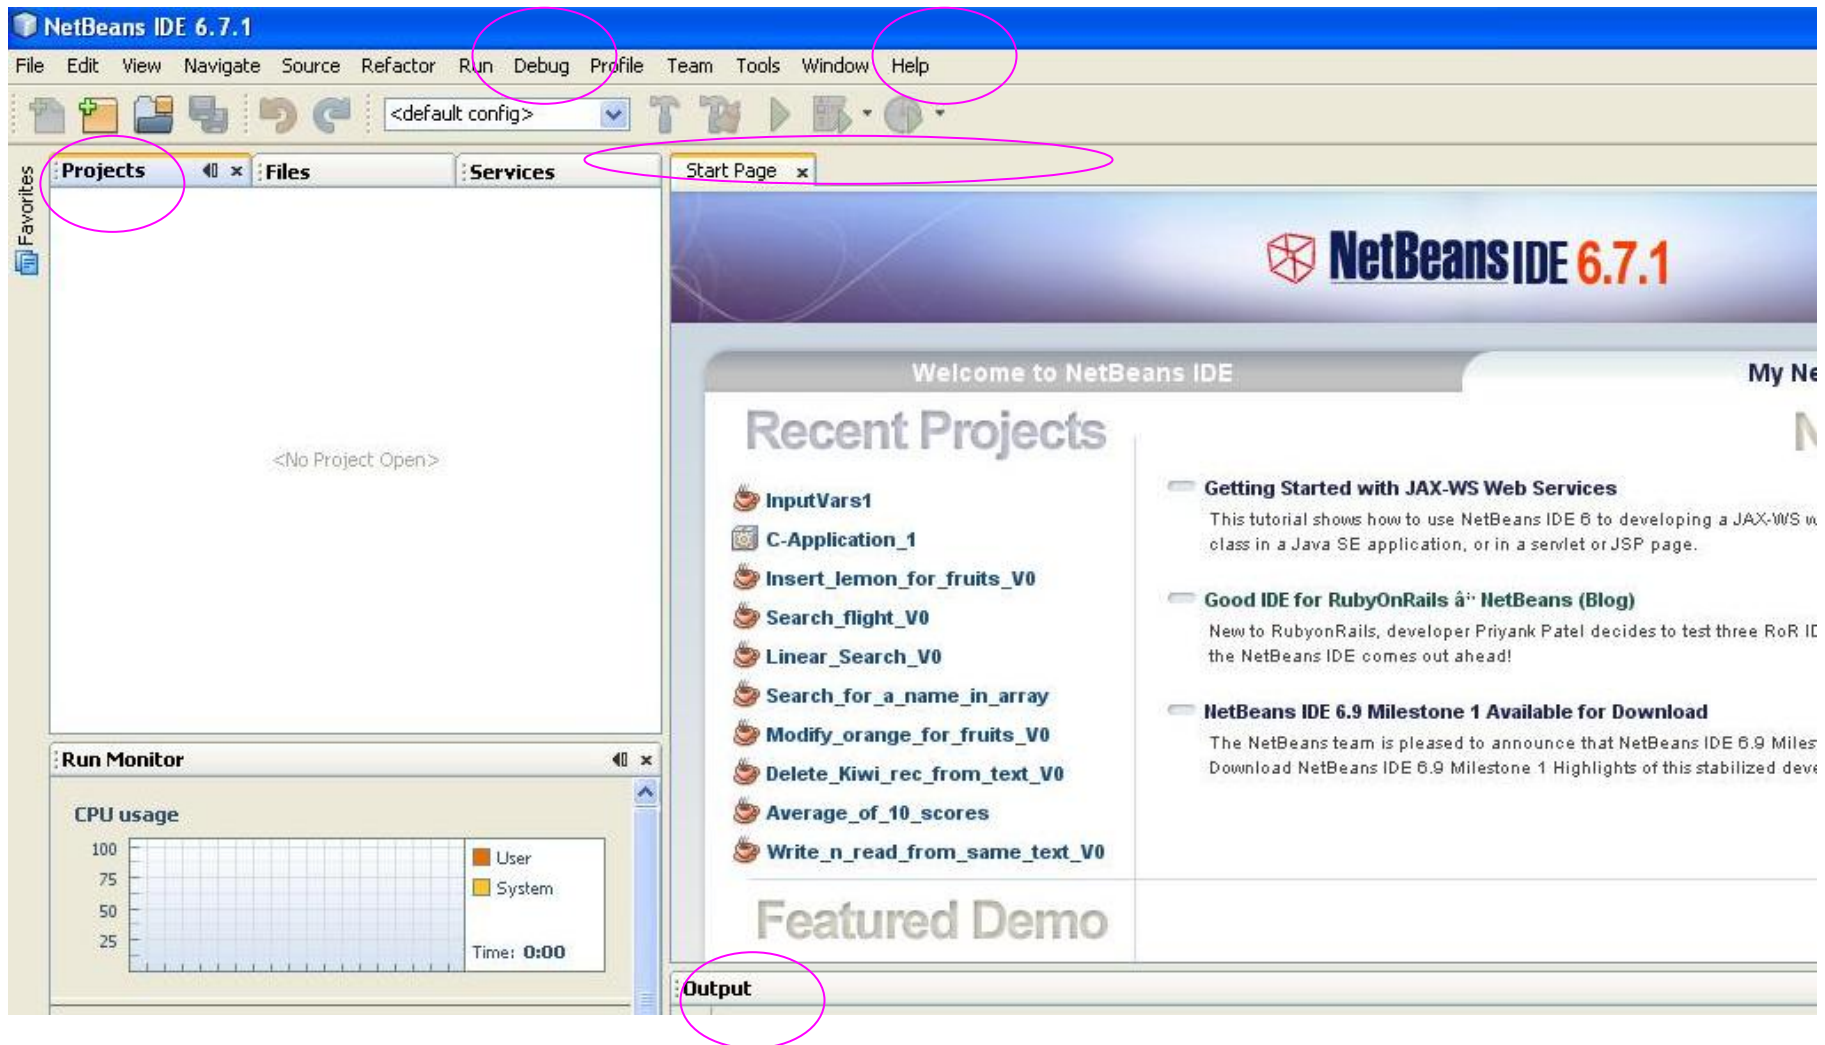 NetBeans IDE 6.7.1
File Edit View Navigate Source Refactor Run Debug Profile Team Tools Window Help
<default config>
Favorites
Projects Files Services
<No Project Open>
Start Page
NetBeans IDE 6.7.1
Welcome to NetBeans IDE
My Ne
Recent Projects
InputVars1
C-Application_1
Insert_lemon_for_fruits_V0
Search_flight_V0
Linear_Search_V0
Search_for_a_name_in_array
Modify_orange_for_fruits_V0
Delete_Kiwi_rec_from_text_V0
Average_of_10_scores
Write_n_read_from_same_text_V0
Featured Demo
N
Getting Started with JAX-WS Web Services
This tutorial shows how to use NetBeans IDE 6 to developing a JAX-WS w
class in a Java SE application, or in a servlet or JSP page.
Good IDE for RubyOnRails â·· NetBeans (Blog)
New to RubyonRails, developer Priyank Patel decides to test three RoR ID
the NetBeans IDE comes out ahead!
NetBeans IDE 6.9 Milestone 1 Available for Download
The NetBeans team is pleased to announce that NetBeans IDE 6.9 Miles
Download NetBeans IDE 6.9 Milestone 1 Highlights of this stabilized deve
Run Monitor
CPU usage
100
75
50
25
User
System
Time: 0:00
Output